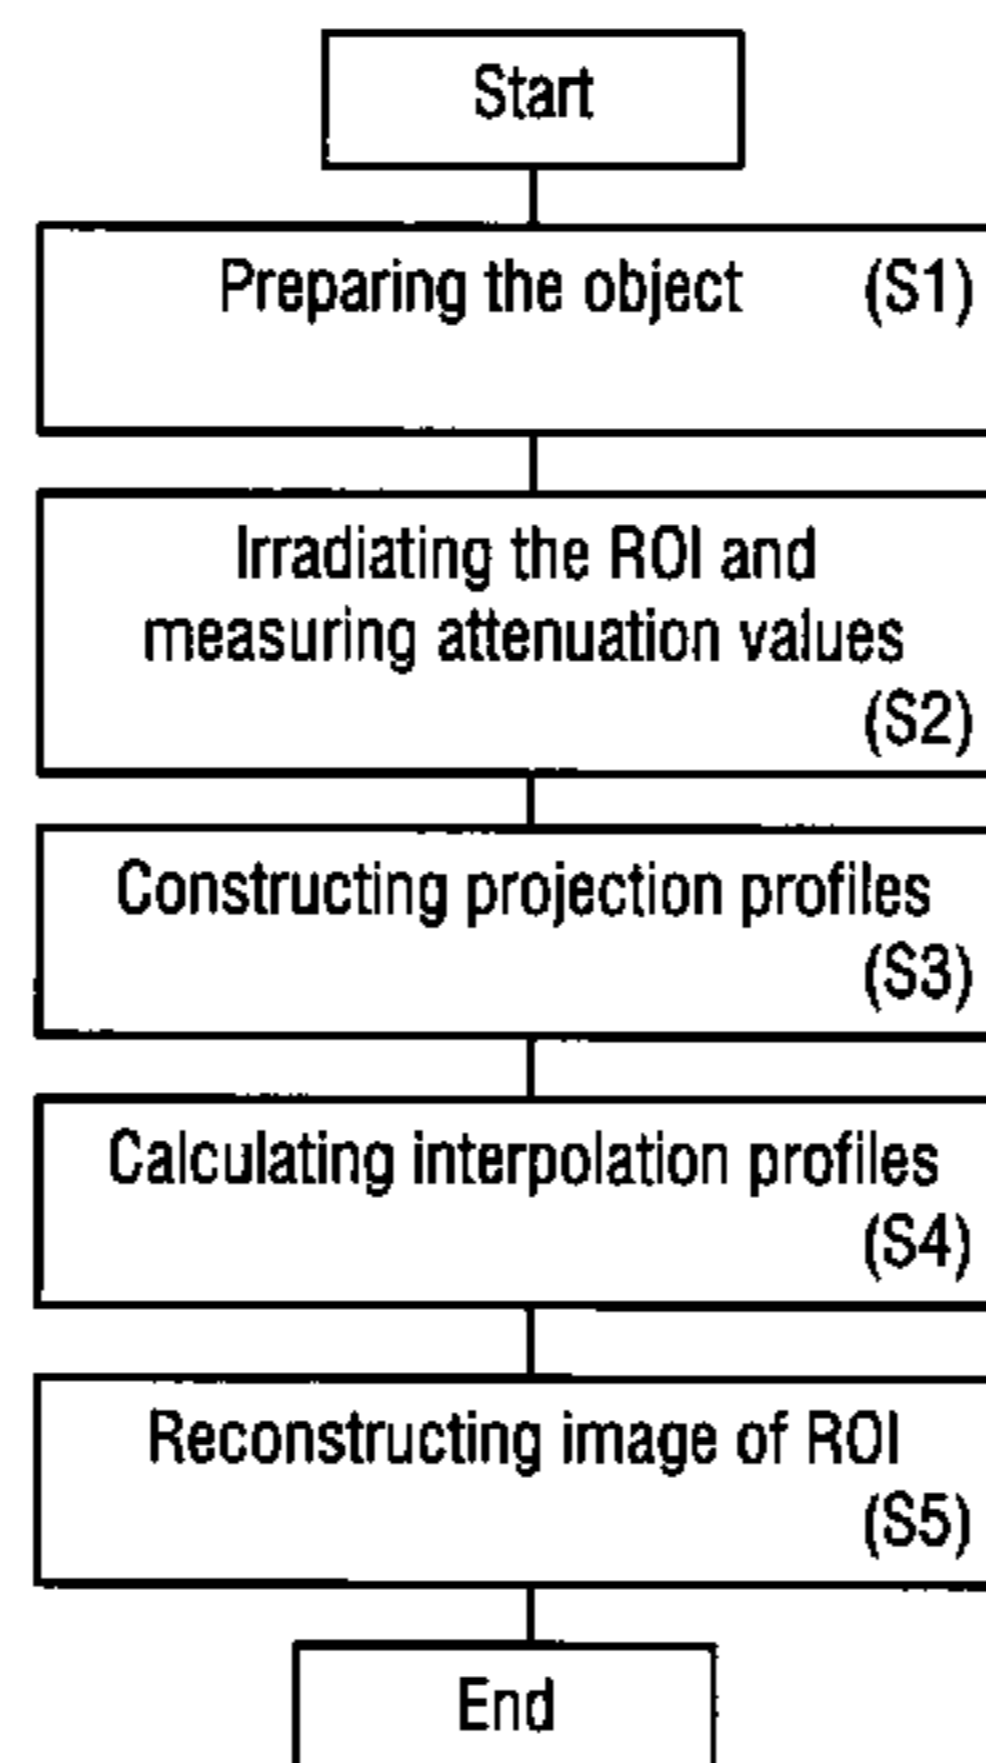 Start
Preparing the object (S1)
Irradiating the ROI and
measuring attenuation values
(S2)
Constructing projection profiles
(S3)
Calculating interpolation profiles
(S4)
Reconstructing image of ROI
(S5)
End